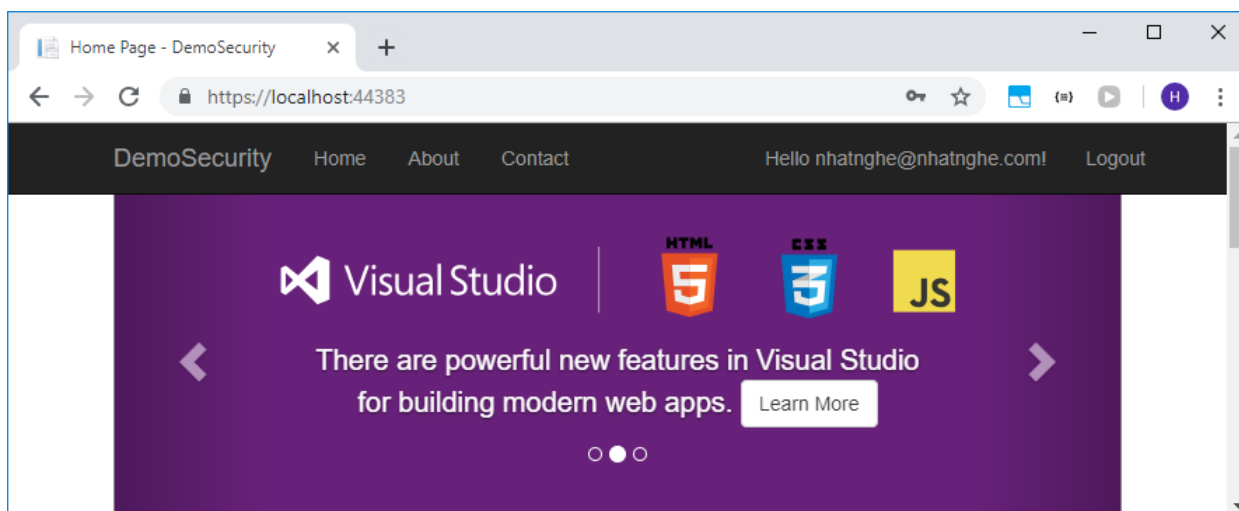 Home Page - DemoSecurity
https://localhost:44383
{≡}
H
DemoSecurity Home About Contact Hello nhatnghe@nhatnghe.com! Logout
Visual Studio
HTML
5
CSS
3
JS
There are powerful new features in Visual Studio
for building modern web apps. Learn More